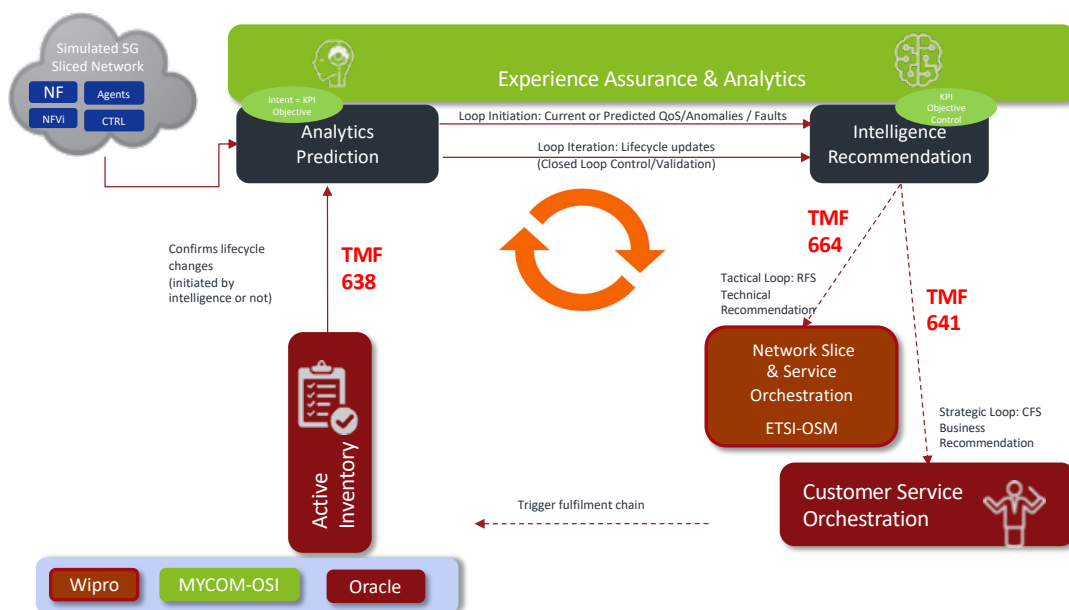 Simulated 5G
Sliced Network
NF
Agents
NFVi
CTRL
Experience Assurance & Analytics
Intent = KPI
Objective
KPI
Objective
Control
Analytics
Prediction
Loop Initiation: Current or Predicted QoS/Anomalies / Faults
Loop Iteration: Lifecycle updates
(Closed Loop Control/Validation)
Intelligence
Recommendation
Confirms lifecycle
changes
(initiated by
intelligence or not)
TMF
638
TMF
664
Tactical Loop: RFS
Technical
Recommendation
TMF
641
Network Slice
& Service
Orchestration
ETSI-OSM
Strategic Loop: CFS
Business
Recommendation
Active
Inventory
Customer Service
Orchestration
Trigger fulfilment chain
Wipro
MYCOM-OSI
Oracle